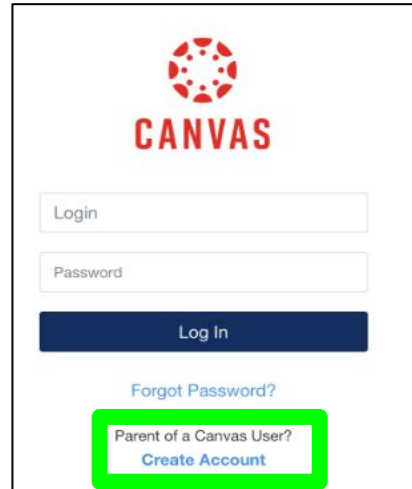 CANVAS
Login
Password
Log In
Forgot Password?
Parent of a Canvas User?
Create Account